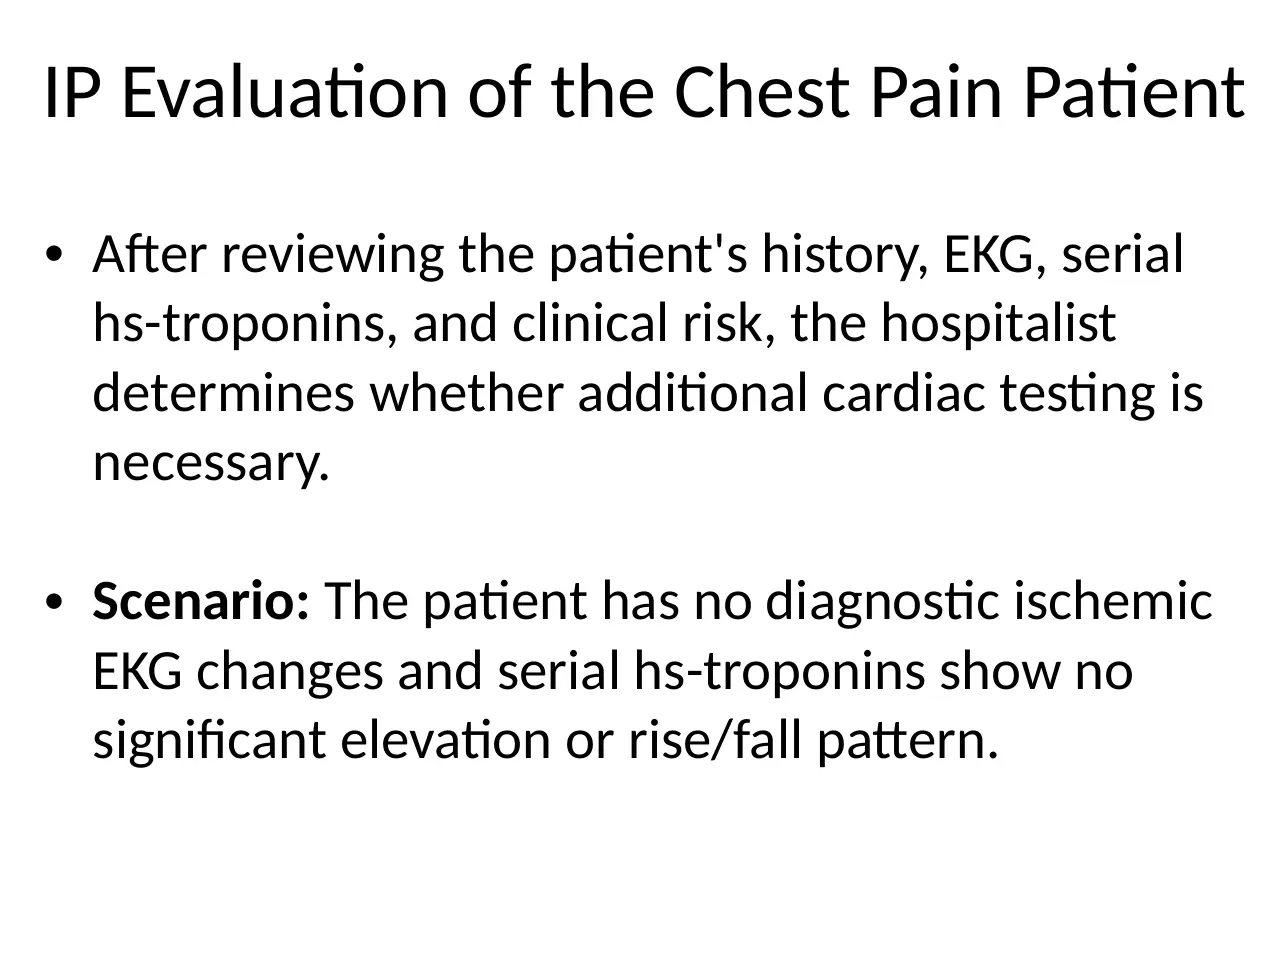 IP Evaluation of the Chest Pain Patient
• After reviewing the patient's history, EKG, serial
hs-troponins, and clinical risk, the hospitalist
determines whether additional cardiac testing is
necessary.
• Scenario: The patient has no diagnostic ischemic
EKG changes and serial hs-troponins show no
significant elevation or rise/fall pattern.